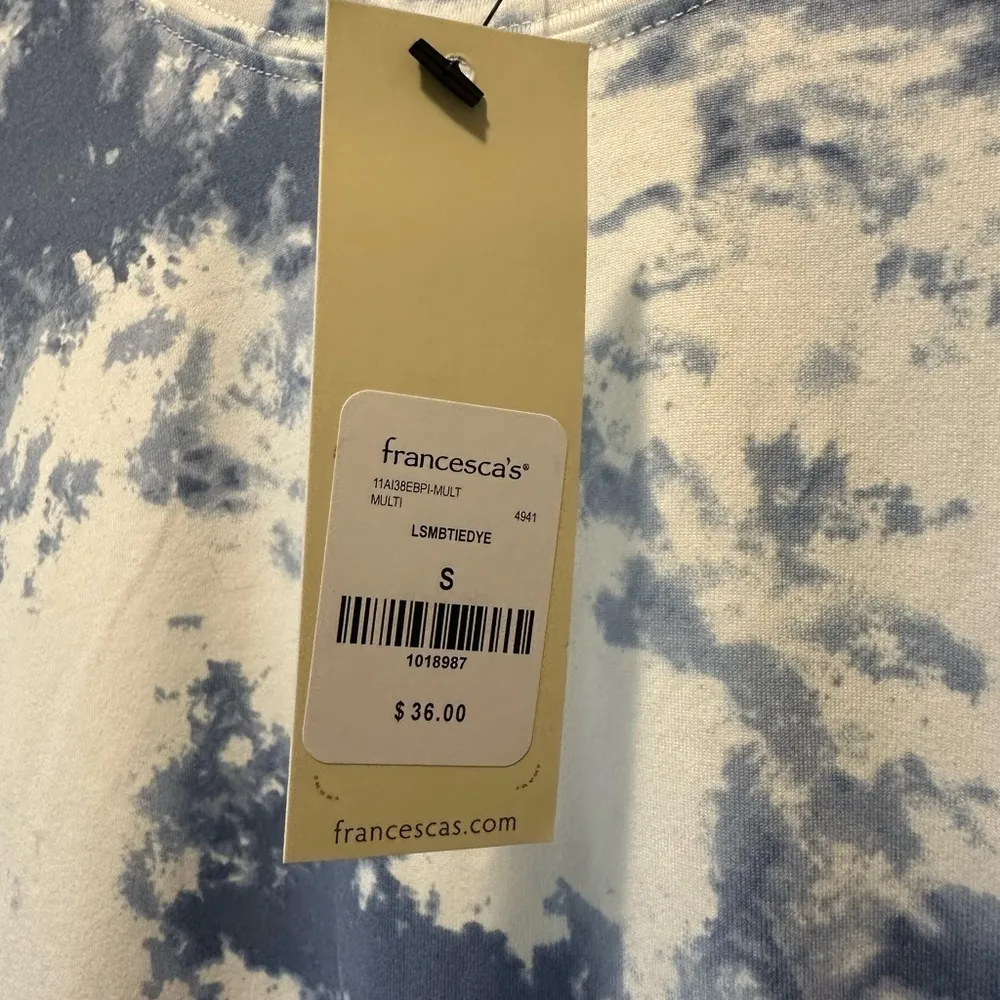 francesca's®
11AI38EBPI-MULT
MULTI
4941
LSMBTIEDYE
S
1018987
$ 36.00
francescas.com